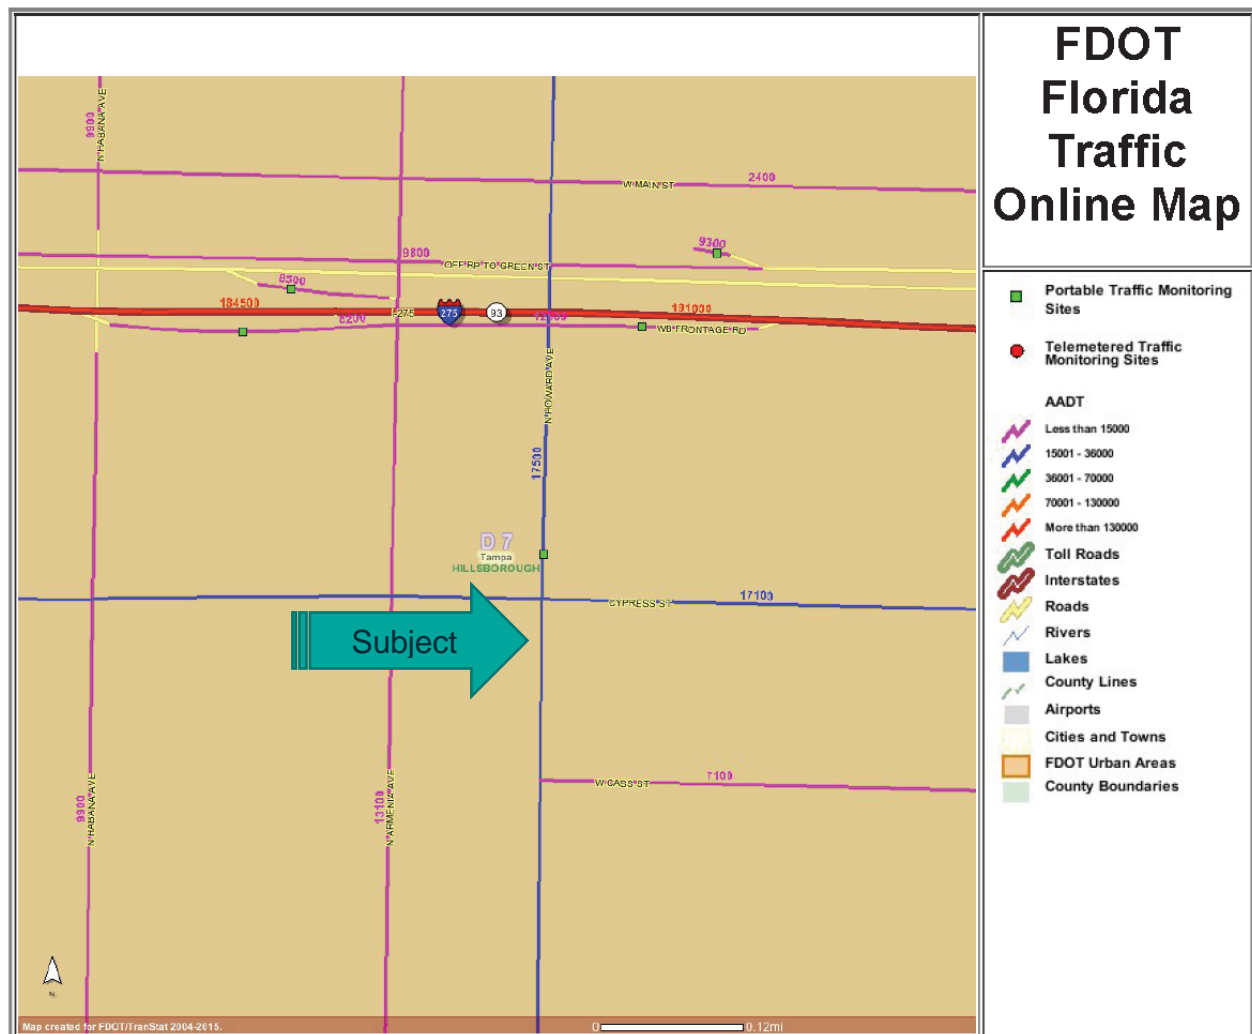 FDOT
Florida
Traffic
Online Map
9900
N HABANA AVE
W MAIN ST
2400
9300
9800
OFF RP TO GREEN ST
8500
184500
8200
I-275
275
93
191000
WB FRONTAGE RD
N HOWARD AVE
17500
D 7
Tampa
HILLSBOROUGH
CYPRESS ST
17100
Subject
W CASS ST
7100
9900
N HABANA AVE
13100
N ARMENIA AVE
N
Map created for FDOT/TranStat 2004-2015.
0
0.12mi
Portable Traffic Monitoring
Sites
Telemetered Traffic
Monitoring Sites
AADT
Less than 15000
15001 - 36000
36001 - 70000
70001 - 130000
More than 130000
Toll Roads
Interstates
Roads
Rivers
Lakes
County Lines
Airports
Cities and Towns
FDOT Urban Areas
County Boundaries